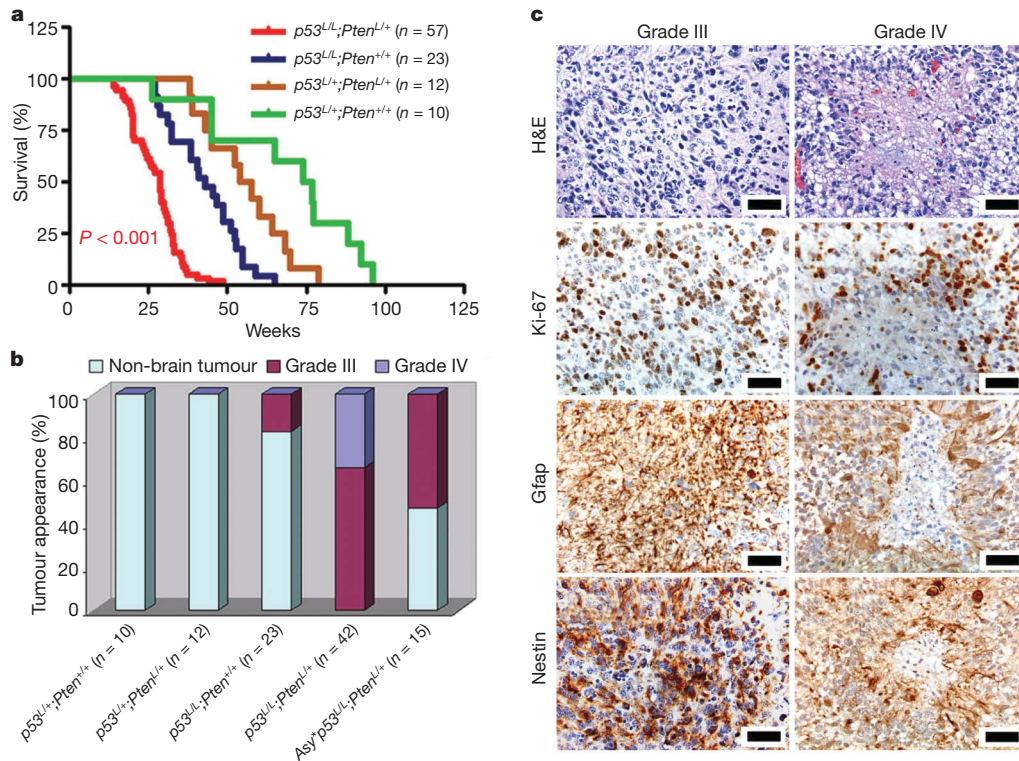 a
125
100
75
50
25
0
Survival (%)
0 25 50 75 100 125
Weeks
P < 0.001
p53L/L;PtenL/+ (n = 57)
p53L/L;Pten+/+ (n = 23)
p53L/+;PtenL/+ (n = 12)
p53L/+;Pten+/+ (n = 10)
b
Non-brain tumour Grade III Grade IV
100
80
60
40
20
0
Tumour appearance (%)
p53L/+;Pten+/+ (n = 10)
p53L/+;PtenL/+ (n = 12)
p53L/L;Pten+/+ (n = 23)
p53L/L;PtenL/+ (n = 42)
Asy*p53L/L;PtenL/+ (n = 15)
c
Grade III Grade IV
H&E
Ki-67
Gfap
Nestin